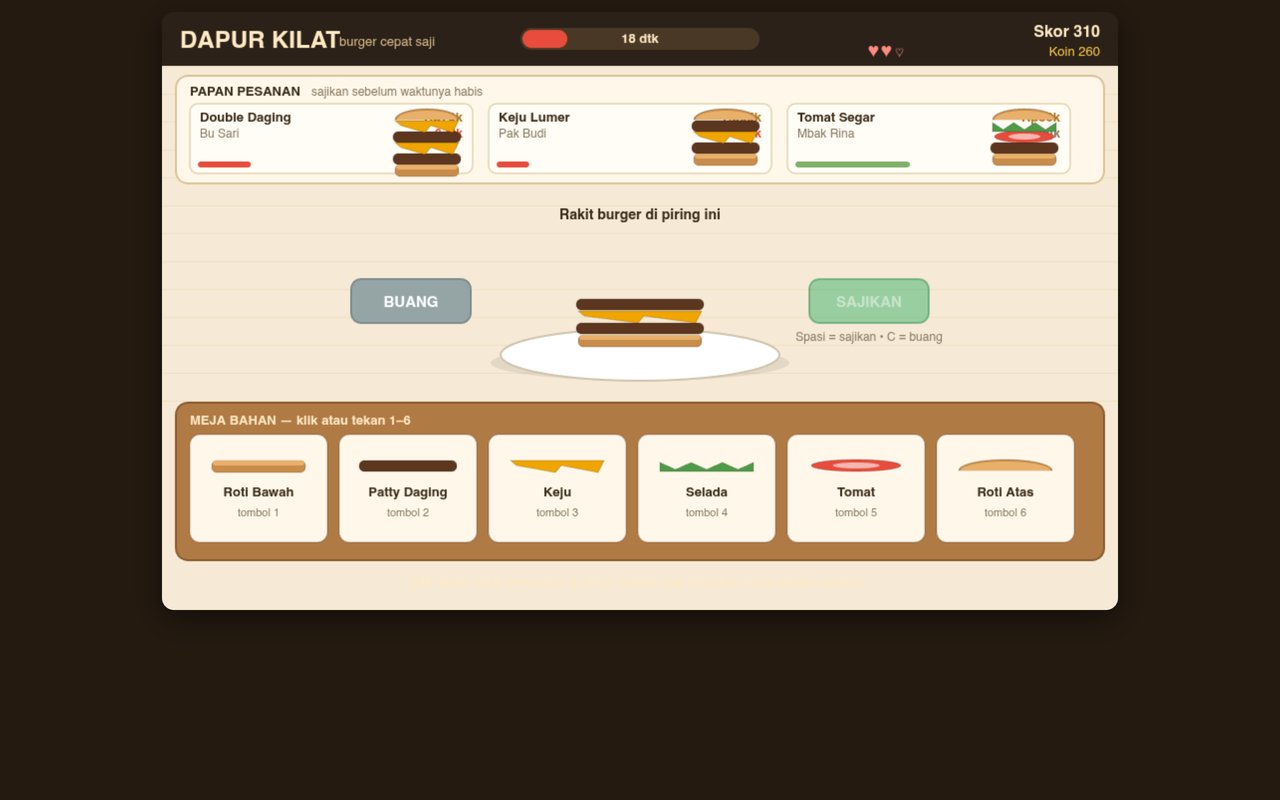 DAPUR KILAT burger cepat saji
18 dtk
♥♥♡
Skor 310
Koin 260
PAPAN PESANAN sajikan sebelum waktunya habis
Double Daging
Bu Sari
Keju Lumer
Pak Budi
Tomat Segar
Mbak Rina
Rakit burger di piring ini
BUANG
SAJIKAN
Spasi = sajikan • C = buang
MEJA BAHAN — klik atau tekan 1–6
Roti Bawah
tombol 1
Patty Daging
tombol 2
Keju
tombol 3
Selada
tombol 4
Tomat
tombol 5
Roti Atas
tombol 6